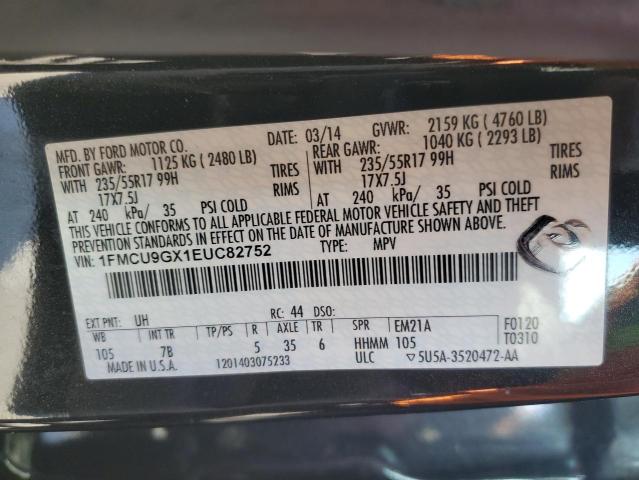 MFD. BY FORD MOTOR CO.
DATE: 03/14 GVWR: 2159 KG ( 4760 LB)
FRONT GAWR: 1125 KG ( 2480 LB) REAR GAWR: 1040 KG ( 2293 LB)
WITH 235/55R17 99H TIRES WITH 235/55R17 99H TIRES
17X7.5J RIMS 17X7.5J RIMS
AT 240 kPa/ 35 PSI COLD AT 240 kPa/ 35 PSI COLD
THIS VEHICLE CONFORMS TO ALL APPLICABLE FEDERAL MOTOR VEHICLE SAFETY AND THEFT
PREVENTION STANDARDS IN EFFECT ON THE DATE OF MANUFACTURE SHOWN ABOVE.
VIN: 1FMCU9GX1EUC82752 TYPE: MPV
EXT PNT: UH RC: 44 DSO:
WB INT TR TP/PS R AXLE TR SPR EM21A F0120
105 7B 5 35 6 HHMM 105 T0310
MADE IN U.S.A. 1201403075233 ULC ▽5U5A-3520472-AA